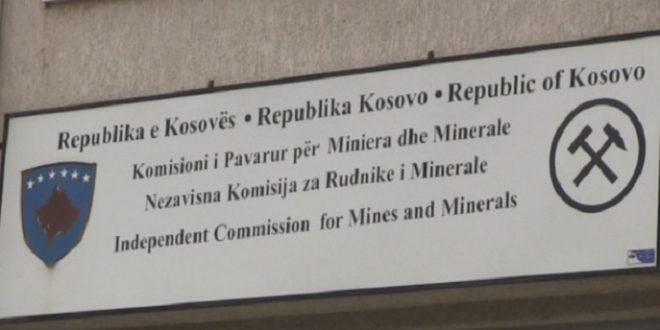 Republika e Kosovës • Republika Kosovo • Republic of Kosovo
Komisioni i Pavarur për Miniera dhe Minerale
Nezavisna Komisija za Rudnike i Minerale
Independent Commission for Mines and Minerals